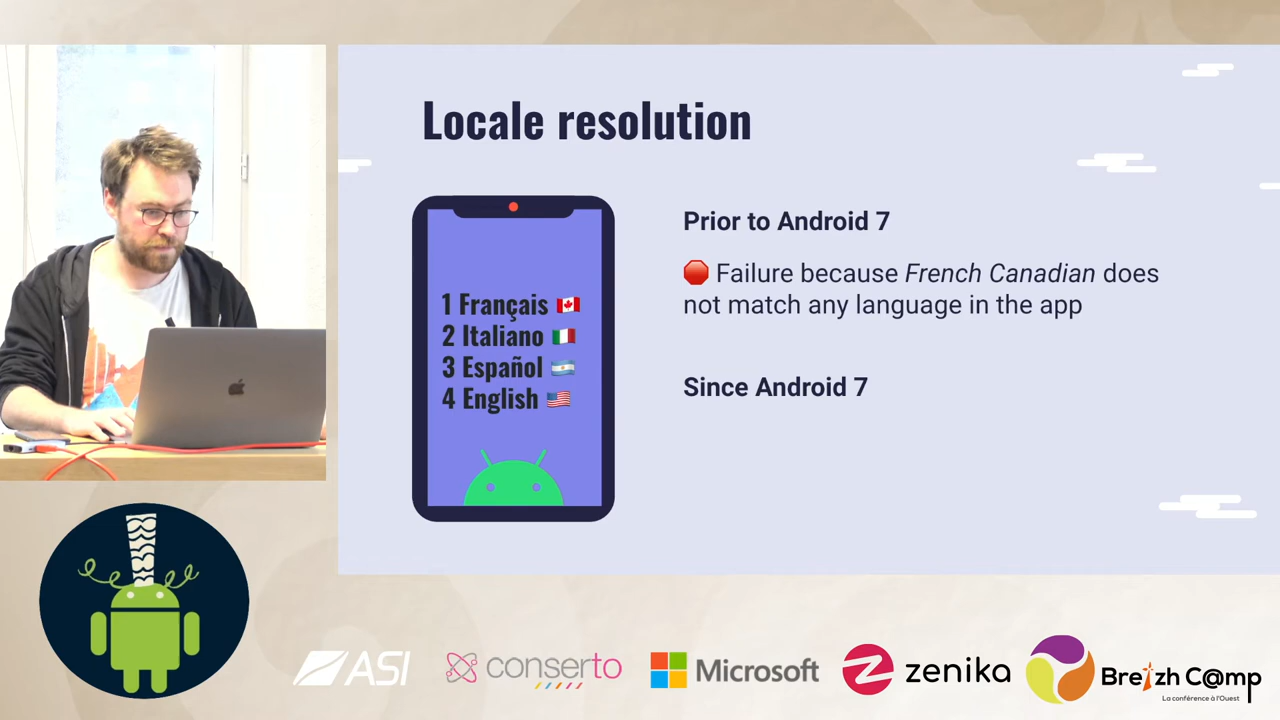 Locale resolution
1 Français
2 Italiano
3 Español
4 English
Prior to Android 7
Failure because French Canadian does
not match any language in the app
Since Android 7
ASI
conserto
Microsoft
zenika
Breizh C@mp
La conférence à l'Ouest